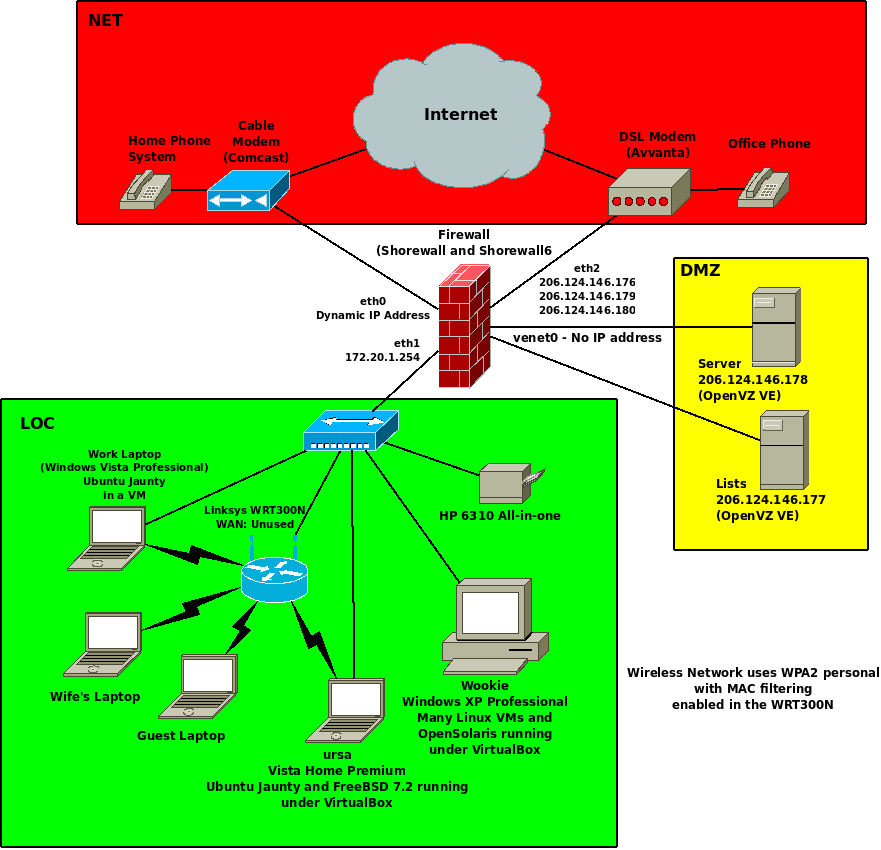 NET
Internet
Home Phone
System
Cable
Modem
(Comcast)
DSL Modem
(Avvanta)
Office Phone
Firewall
(Shorewall and Shorewall6
eth0
Dynamic IP Address
eth2
206.124.146.176
206.124.146.179
206.124.146.180
eth1
172.20.1.254
venet0 - No IP address
DMZ
Server
206.124.146.178
(OpenVZ VE)
Lists
206.124.146.177
(OpenVZ VE)
LOC
Work Laptop
(Windows Vista Professional)
Ubuntu Jaunty
in a VM
Linksys WRT300N
WAN: Unused
HP 6310 All-in-one
Wife's Laptop
Guest Laptop
ursa
Vista Home Premium
Ubuntu Jaunty and FreeBSD 7.2 running
under VirtualBox
Wookie
Windows XP Professional
Many Linux VMs and
OpenSolaris running
under VirtualBox
Wireless Network uses WPA2 personal
with MAC filtering
enabled in the WRT300N